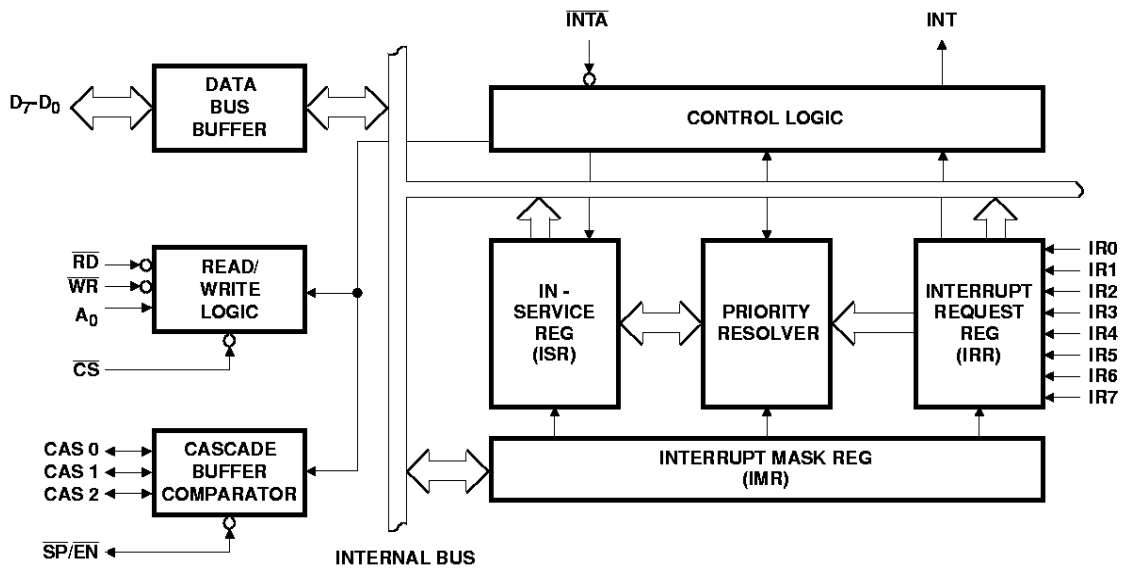 INTA
INT
D7-D0
DATA
BUS
BUFFER
CONTROL LOGIC
RD
WR
A0
READ/
WRITE
LOGIC
CS
IN -
SERVICE
REG
(ISR)
PRIORITY
RESOLVER
INTERRUPT
REQUEST
REG
(IRR)
IR0
IR1
IR2
IR3
IR4
IR5
IR6
IR7
CAS 0
CAS 1
CAS 2
CASCADE
BUFFER
COMPARATOR
INTERRUPT MASK REG
(IMR)
SP/EN
INTERNAL BUS